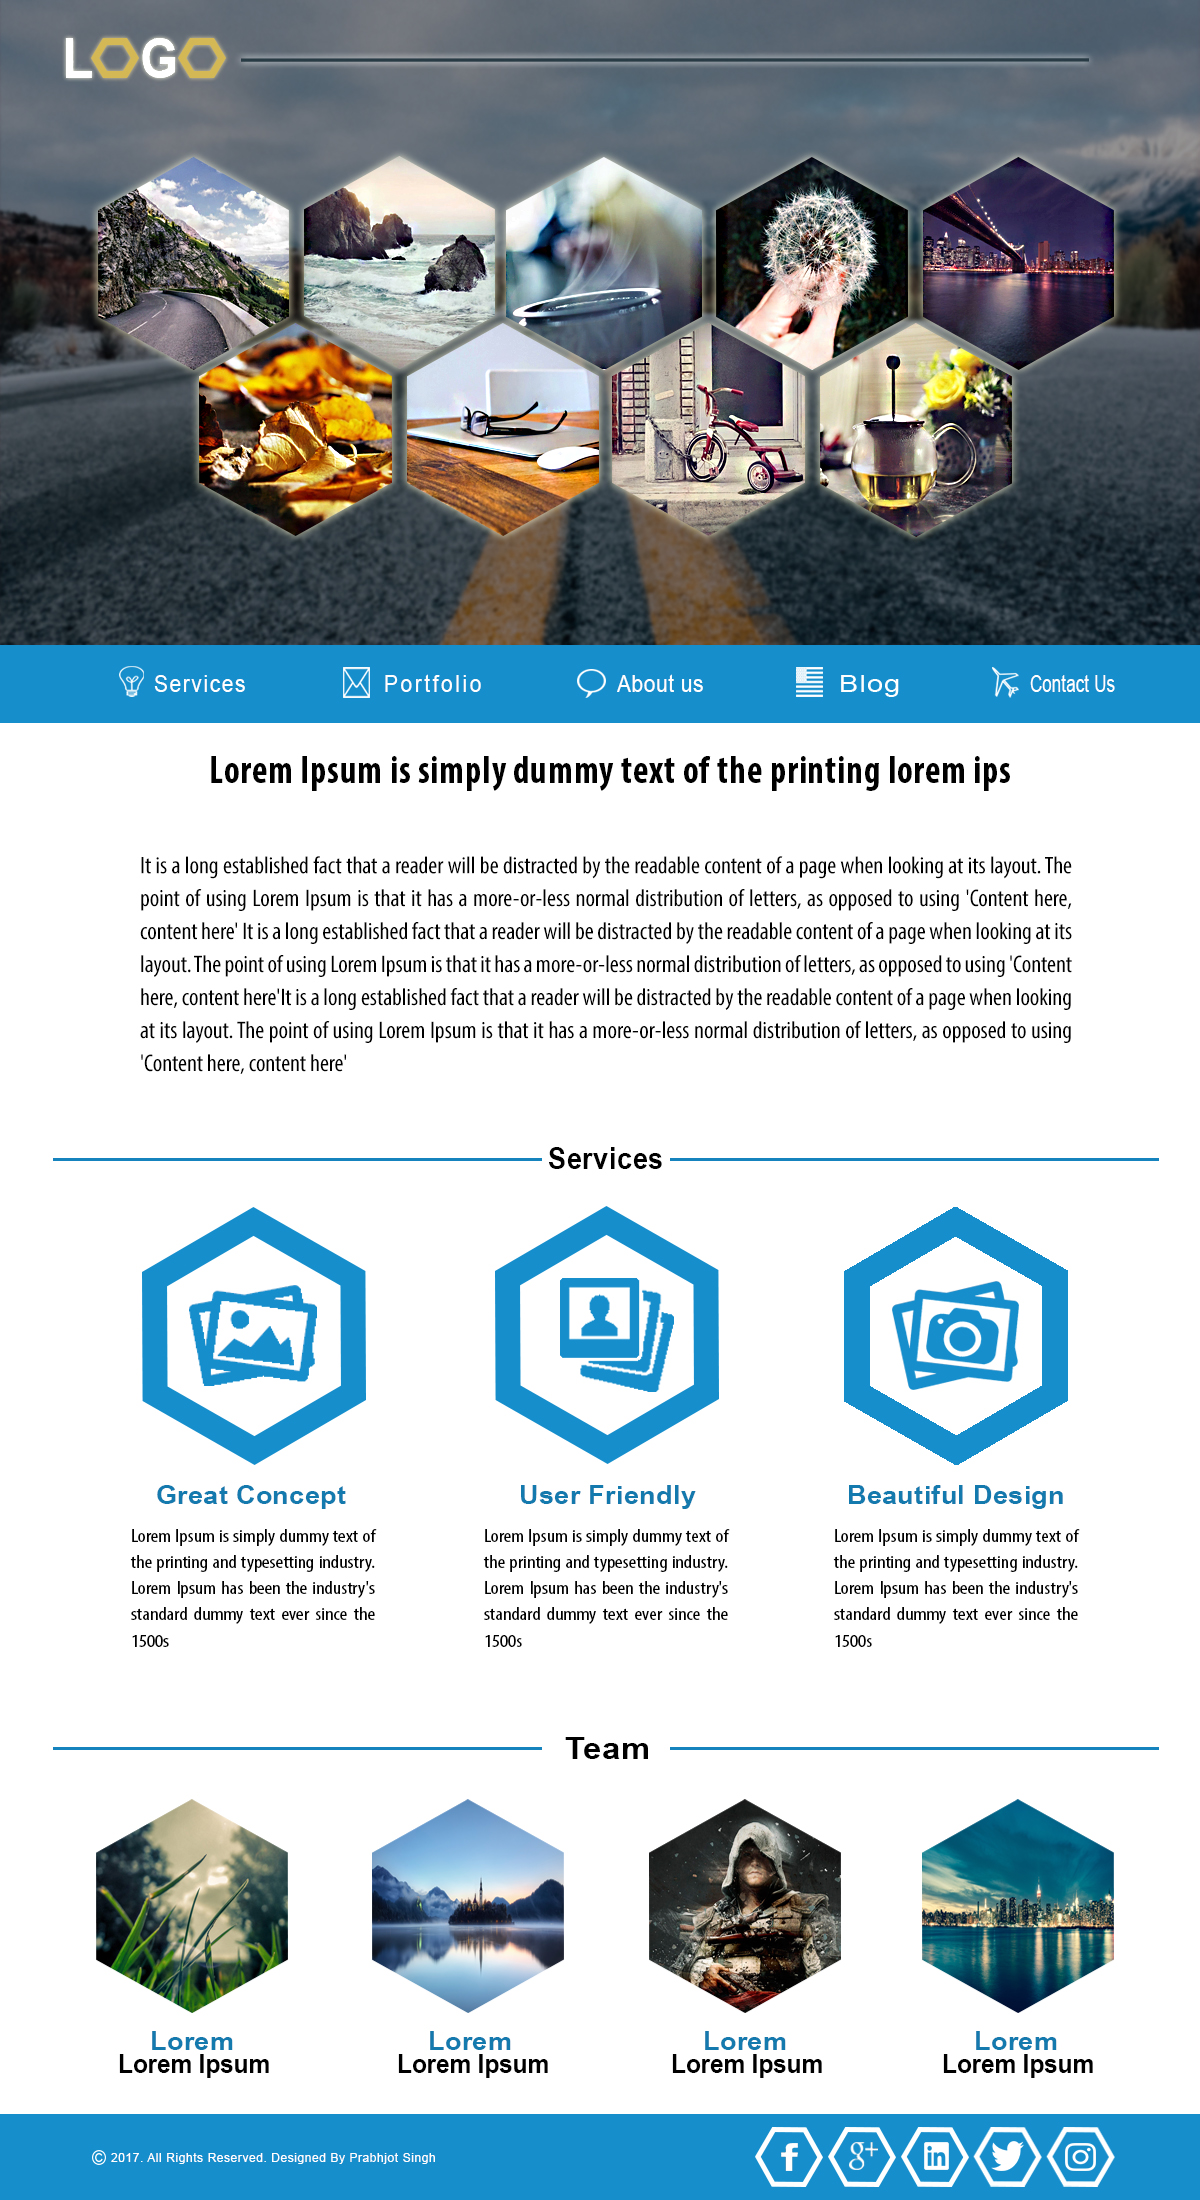 LOGO
Services Portfolio About us Blog Contact Us
Lorem Ipsum is simply dummy text of the printing lorem ips
It is a long established fact that a reader will be distracted by the readable content of a page when looking at its layout. The
point of using Lorem Ipsum is that it has a more-or-less normal distribution of letters, as opposed to using 'Content here,
content here' It is a long established fact that a reader will be distracted by the readable content of a page when looking at its
layout. The point of using Lorem Ipsum is that it has a more-or-less normal distribution of letters, as opposed to using 'Content
here, content here'It is a long established fact that a reader will be distracted by the readable content of a page when looking
at its layout. The point of using Lorem Ipsum is that it has a more-or-less normal distribution of letters, as opposed to using
'Content here, content here'
Services
Great Concept
Lorem Ipsum is simply dummy text of
the printing and typesetting industry.
Lorem Ipsum has been the industry's
standard dummy text ever since the
1500s
User Friendly
Lorem Ipsum is simply dummy text of
the printing and typesetting industry.
Lorem Ipsum has been the industry's
standard dummy text ever since the
1500s
Beautiful Design
Lorem Ipsum is simply dummy text of
the printing and typesetting industry.
Lorem Ipsum has been the industry's
standard dummy text ever since the
1500s
Team
Lorem
Lorem Ipsum
Lorem
Lorem Ipsum
Lorem
Lorem Ipsum
Lorem
Lorem Ipsum
© 2017. All Rights Reserved. Designed By Prabhjot Singh
f g+ in